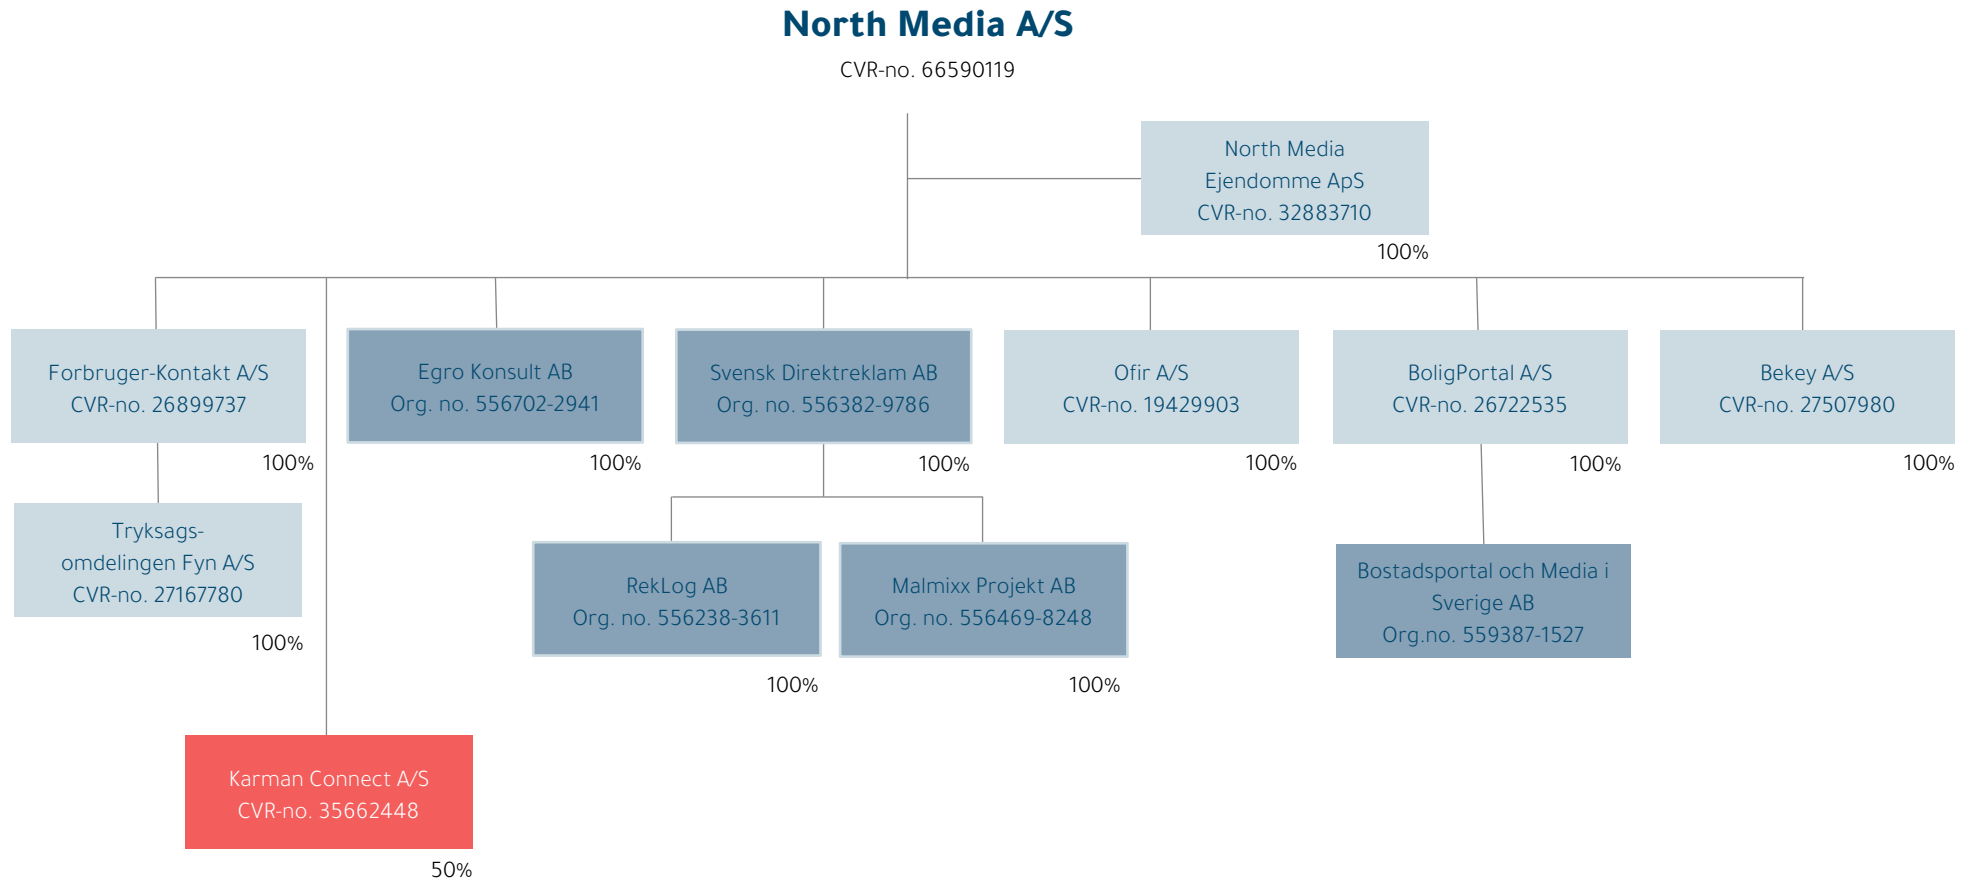 North Media A/S
CVR-no. 66590119
North Media
Ejendomme ApS
CVR-no. 32883710
100%
Forbruger-Kontakt A/S
CVR-no. 26899737
100%
Egro Konsult AB
Org. no. 556702-2941
100%
Svensk Direktreklam AB
Org. no. 556382-9786
100%
Ofir A/S
CVR-no. 19429903
100%
BoligPortal A/S
CVR-no. 26722535
100%
Bekey A/S
CVR-no. 27507980
100%
Tryksags-
omdelingen Fyn A/S
CVR-no. 27167780
100%
RekLog AB
Org. no. 556238-3611
100%
Malmixx Projekt AB
Org. no. 556469-8248
100%
Bostadsportal och Media i
Sverige AB
Org.no. 559387-1527
Karman Connect A/S
CVR-no. 35662448
50%